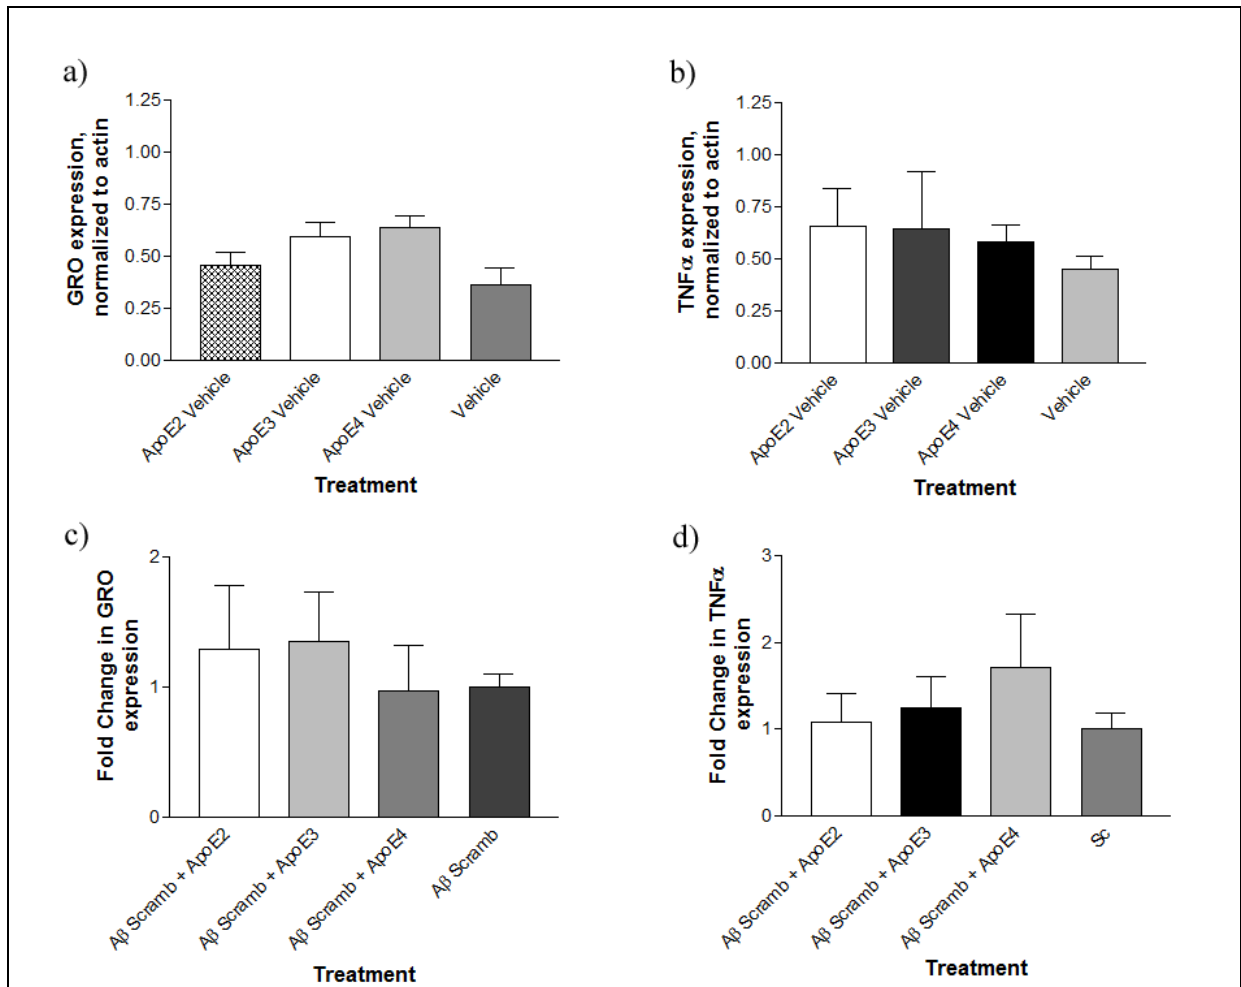 a)
GRO expression,
normalized to actin
1.25
1.00
0.75
0.50
0.25
0.00
ApoE2 Vehicle
ApoE3 Vehicle
ApoE4 Vehicle
Vehicle
Treatment
b)
TNFα expression,
normalized to actin
1.25
1.00
0.75
0.50
0.25
0.00
ApoE2 Vehicle
ApoE3 Vehicle
ApoE4 Vehicle
Vehicle
Treatment
c)
Fold Change in GRO
expression
2
1
0
Aβ Scramb + ApoE2
Aβ Scramb + ApoE3
Aβ Scramb + ApoE4
Aβ Scramb
Treatment
d)
Fold Change in TNFα
expression
3
2
1
0
Aβ Scramb + ApoE2
Aβ Scramb + ApoE3
Aβ Scramb + ApoE4
Sc
Treatment